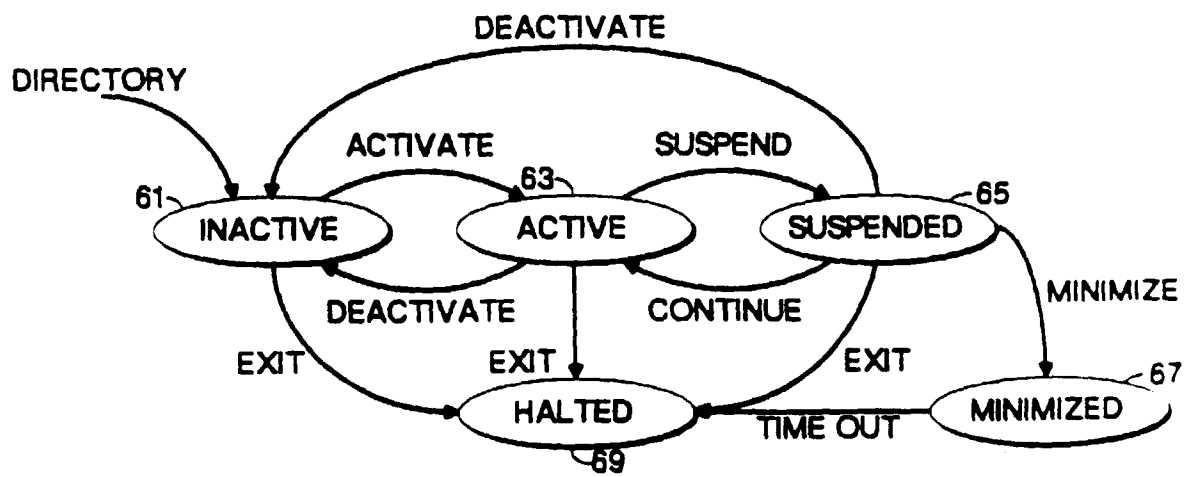 DEACTIVATE
DIRECTORY
ACTIVATE
SUSPEND
61
63
65
INACTIVE
ACTIVE
SUSPENDED
DEACTIVATE
CONTINUE
MINIMIZE
EXIT
EXIT
EXIT
67
HALTED
MINIMIZED
TIME OUT
69